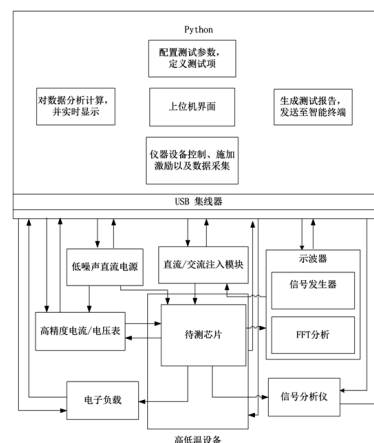 Python
配置测试参数,
定义测试项
对数据分析计算,
并实时显示
上位机界面
生成测试报告,
发送至智能终端
仪器设备控制、施加
激励以及数据采集
USB 集线器
低噪声直流电源
直流/交流注入模块
示波器
信号发生器
高精度电流/电压表
待测芯片
FFT分析
电子负载
信号分析仪
高低温设备